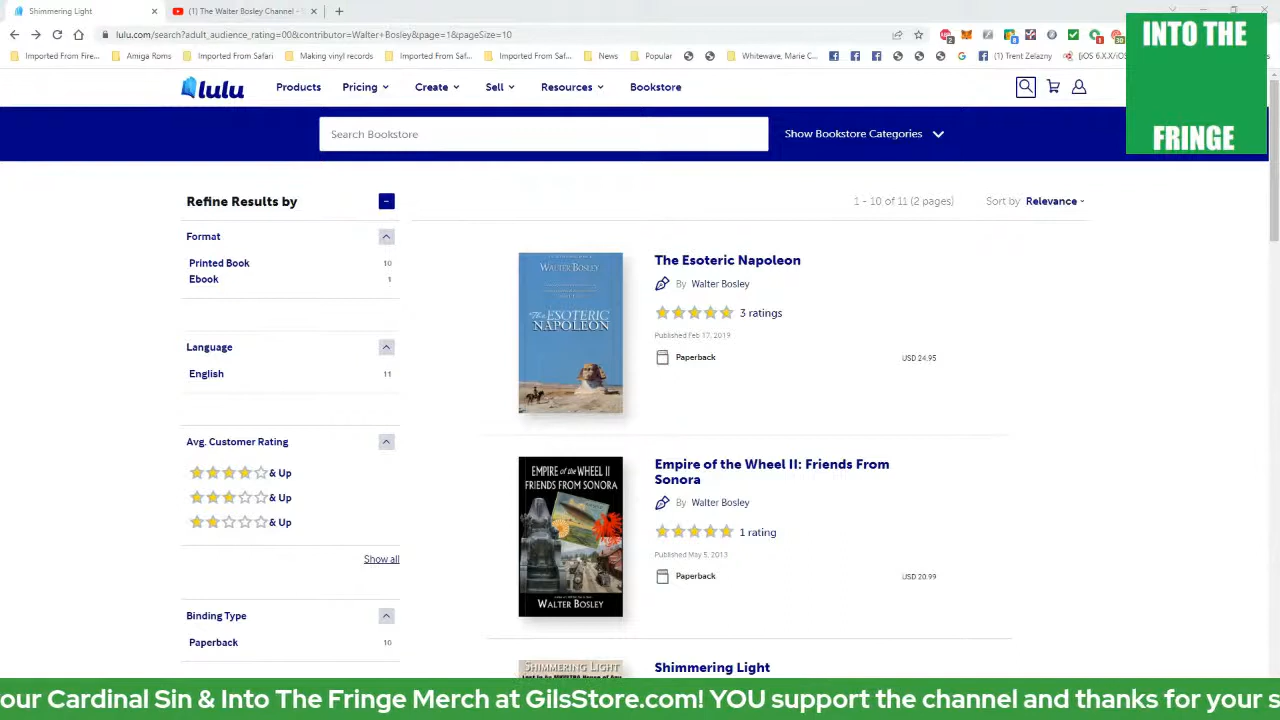 Shimmering Light
(1) The Walter Bosley Channel -
lulu.com/search?adult_audience_rating=00&contributor=Walter+Bosley&page=1&pageSize=10
Imported From Fire...
Amiga Roms
Imported From Safari
Making vinyl records
Imported From Saf...
Imported From Saf...
News
Popular
Whitewave, Marie C...
(1) Trent Zelazny
INTO THE
FRINGE
lulu
Products
Pricing
Create
Sell
Resources
Bookstore
Search Bookstore
Show Bookstore Categories
Refine Results by
1 - 10 of 11 (2 pages)
Sort by Relevance
Format
Printed Book 10
Ebook 1
Language
English 11
Avg. Customer Rating
& Up
& Up
& Up
Show all
Binding Type
Paperback 10
WALTER BOSLEY
The ESOTERIC
NAPOLEON
The Esoteric Napoleon
By Walter Bosley
3 ratings
Published Feb 17, 2019
Paperback
USD 24.95
EMPIRE of the WHEEL II
FRIENDS FROM SONORA
WALTER BOSLEY
Empire of the Wheel II: Friends From
Sonora
By Walter Bosley
1 rating
Published May 5, 2013
Paperback
USD 20.99
SHIMMERING LIGHT
Shimmering Light
our Cardinal Sin & Into The Fringe Merch at GilsStore.com! YOU support the channel and thanks for your s